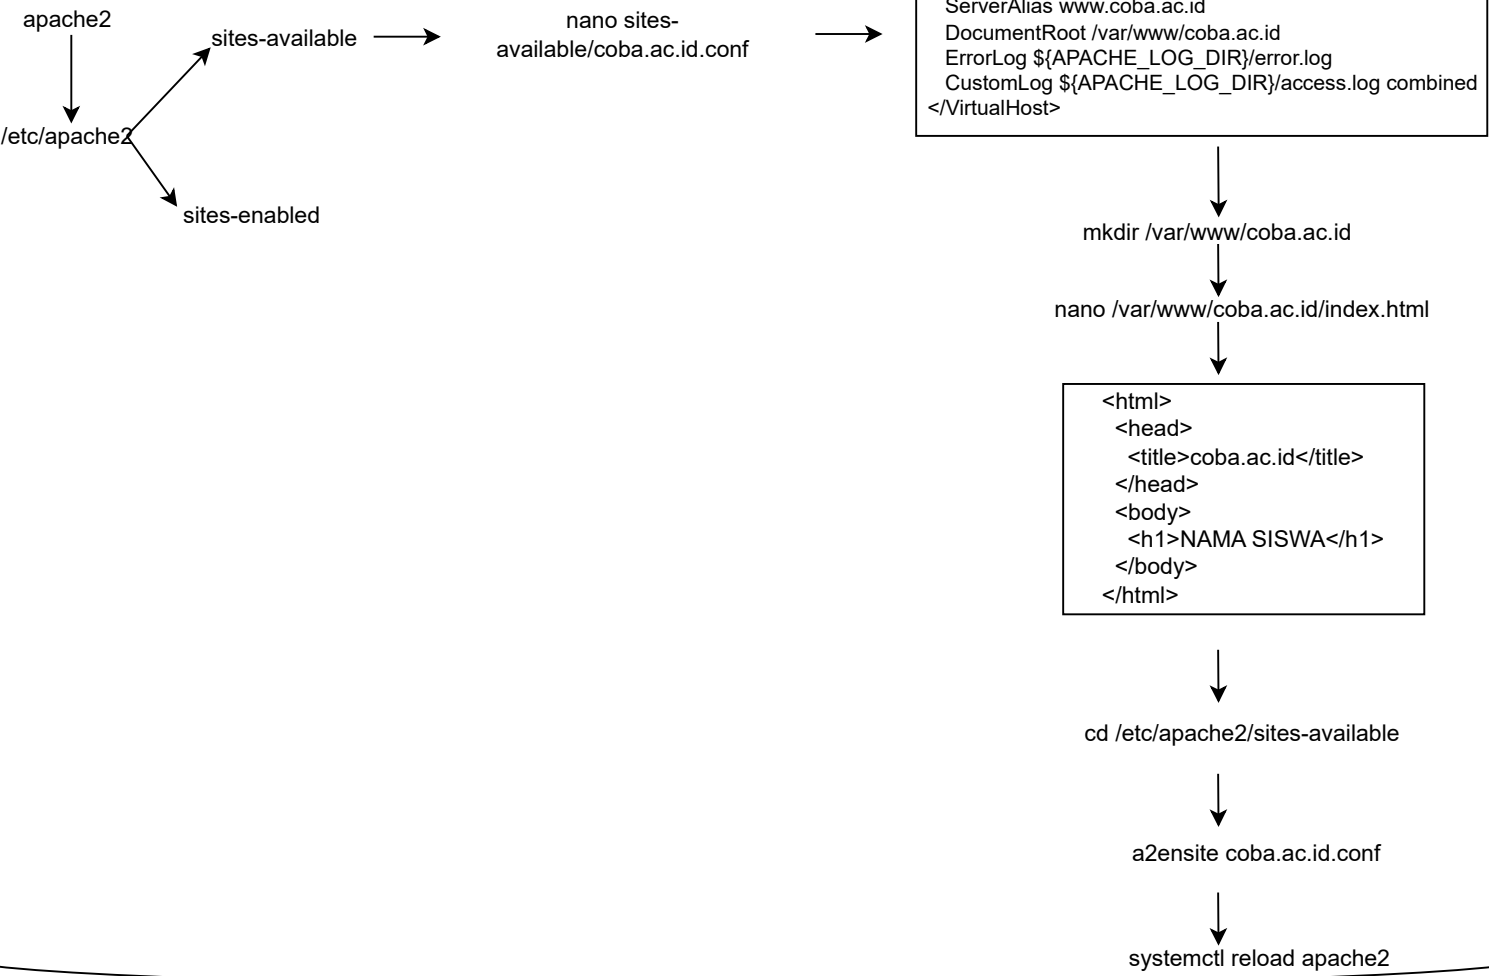 apache2
/etc/apache2
sites-available
sites-enabled
nano sites-
available/coba.ac.id.conf
ServerAlias www.coba.ac.id
DocumentRoot /var/www/coba.ac.id
ErrorLog ${APACHE_LOG_DIR}/error.log
CustomLog ${APACHE_LOG_DIR}/access.log combined
</VirtualHost>
mkdir /var/www/coba.ac.id
nano /var/www/coba.ac.id/index.html
<html>
<head>
<title>coba.ac.id</title>
</head>
<body>
<h1>NAMA SISWA</h1>
</body>
</html>
cd /etc/apache2/sites-available
a2ensite coba.ac.id.conf
systemctl reload apache2